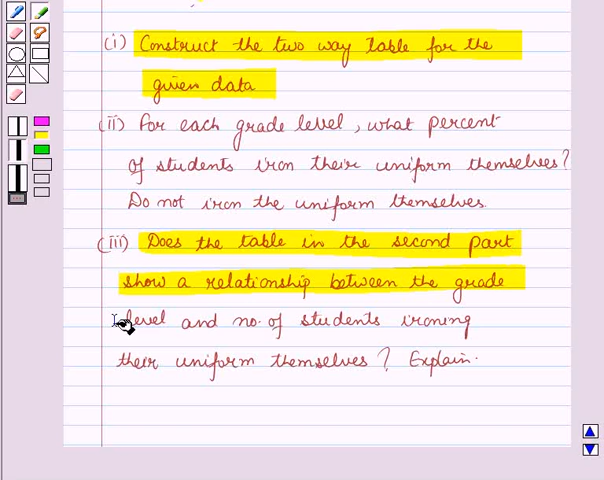 (i) Construct the two way table for the
given data
(ii) For each grade level, what percent
of students iron their uniform themselves?
Do not iron the uniform themselves.
(iii) Does the table in the second part
show a relationship between the grade
level and no. of students ironing
their uniform themselves? Explain.